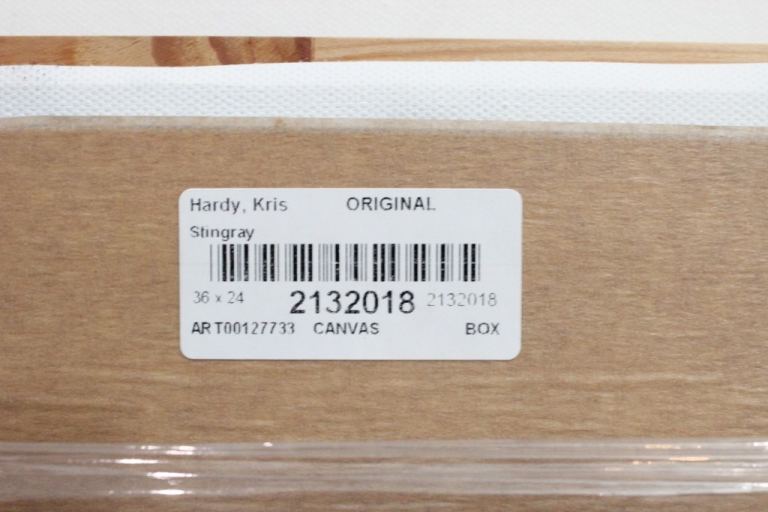 Hardy, Kris ORIGINAL
Stingray
36 x 24 2132018 2132018
ART00127733 CANVAS BOX